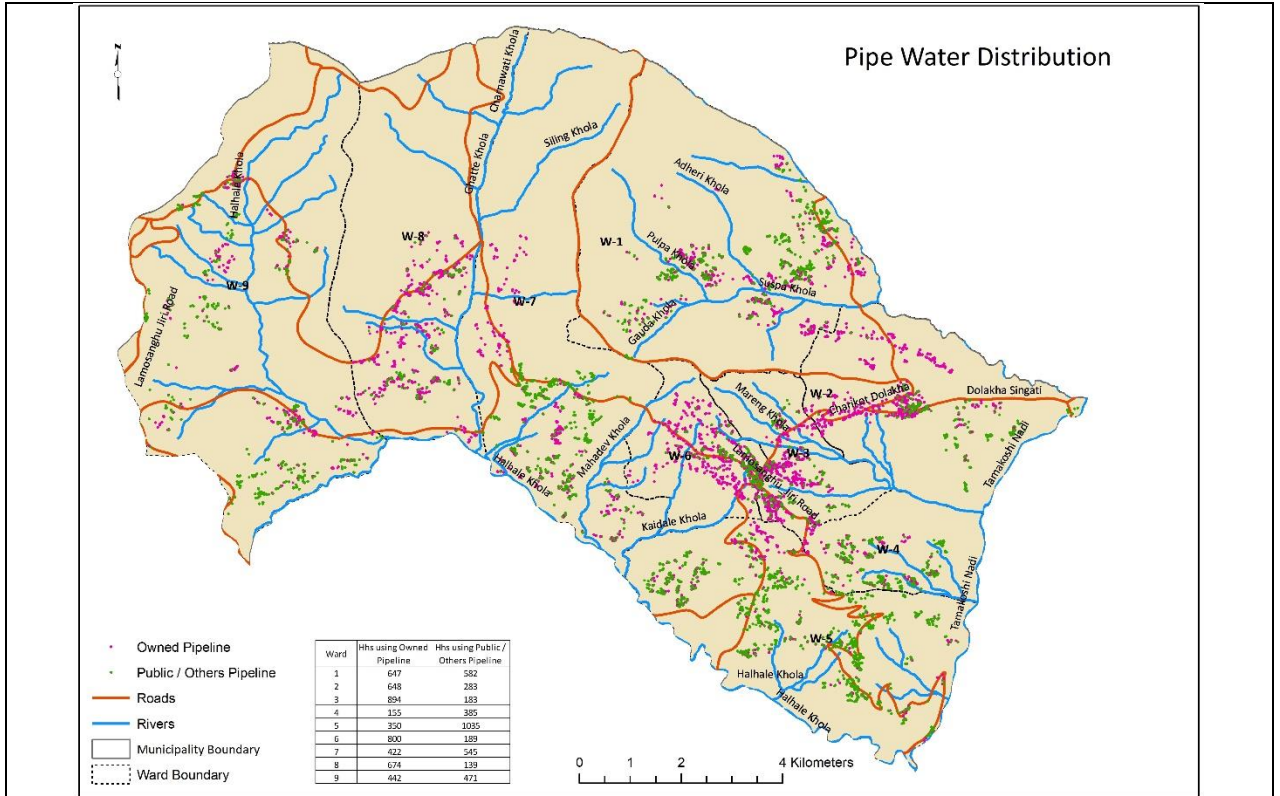 N
Pipe Water Distribution
Charnawati Khola
Ghatte Khola
Siling Khola
Adheri Khola
Halhale Khola
W-8
W-1
Pulpa Khola
W-9
W-7
Suspa Khola
Gauda Khola
Lamosanghu Jiri Road
W-2
Charikot Dolakha
Dolakha Singati
Mareng Khola
Tamakoshi Nadi
Mahadev Khola
W-6
W-3
Lamosanghu Jiri Road
Halhale Khola
Kaidale Khola
W-4
Tamakoshi Nadi
W-5
Halhale Khola
Halhale Khola
Owned Pipeline
Public / Others Pipeline
Roads
Rivers
Municipality Boundary
Ward Boundary
Ward Hhs using Owned Pipeline Hhs using Public / Others Pipeline
1 647 582
2 648 283
3 894 183
4 155 385
5 350 1035
6 800 189
7 422 545
8 674 139
9 442 471
0 1 2 4 Kilometers